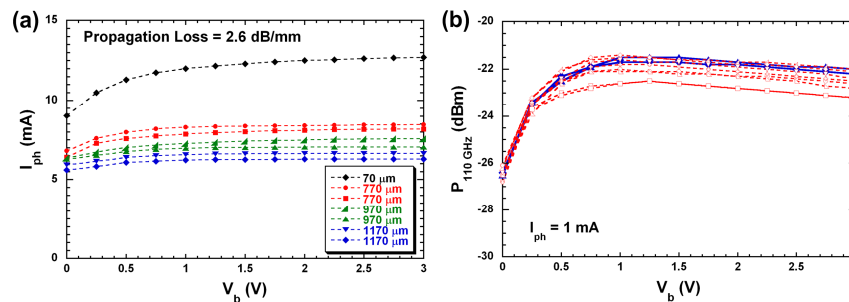 (a)
Propagation Loss = 2.6 dB/mm
15
10
5
0
I_ph (mA)
70 μm
770 μm
770 μm
970 μm
970 μm
1170 μm
1170 μm
0 0.5 1 1.5 2 2.5 3
V_b (V)
(b)
-20
-22
-24
-26
-28
-30
P_110 GHz (dBm)
I_ph = 1 mA
0 0.5 1 1.5 2 2.5
V_b (V)